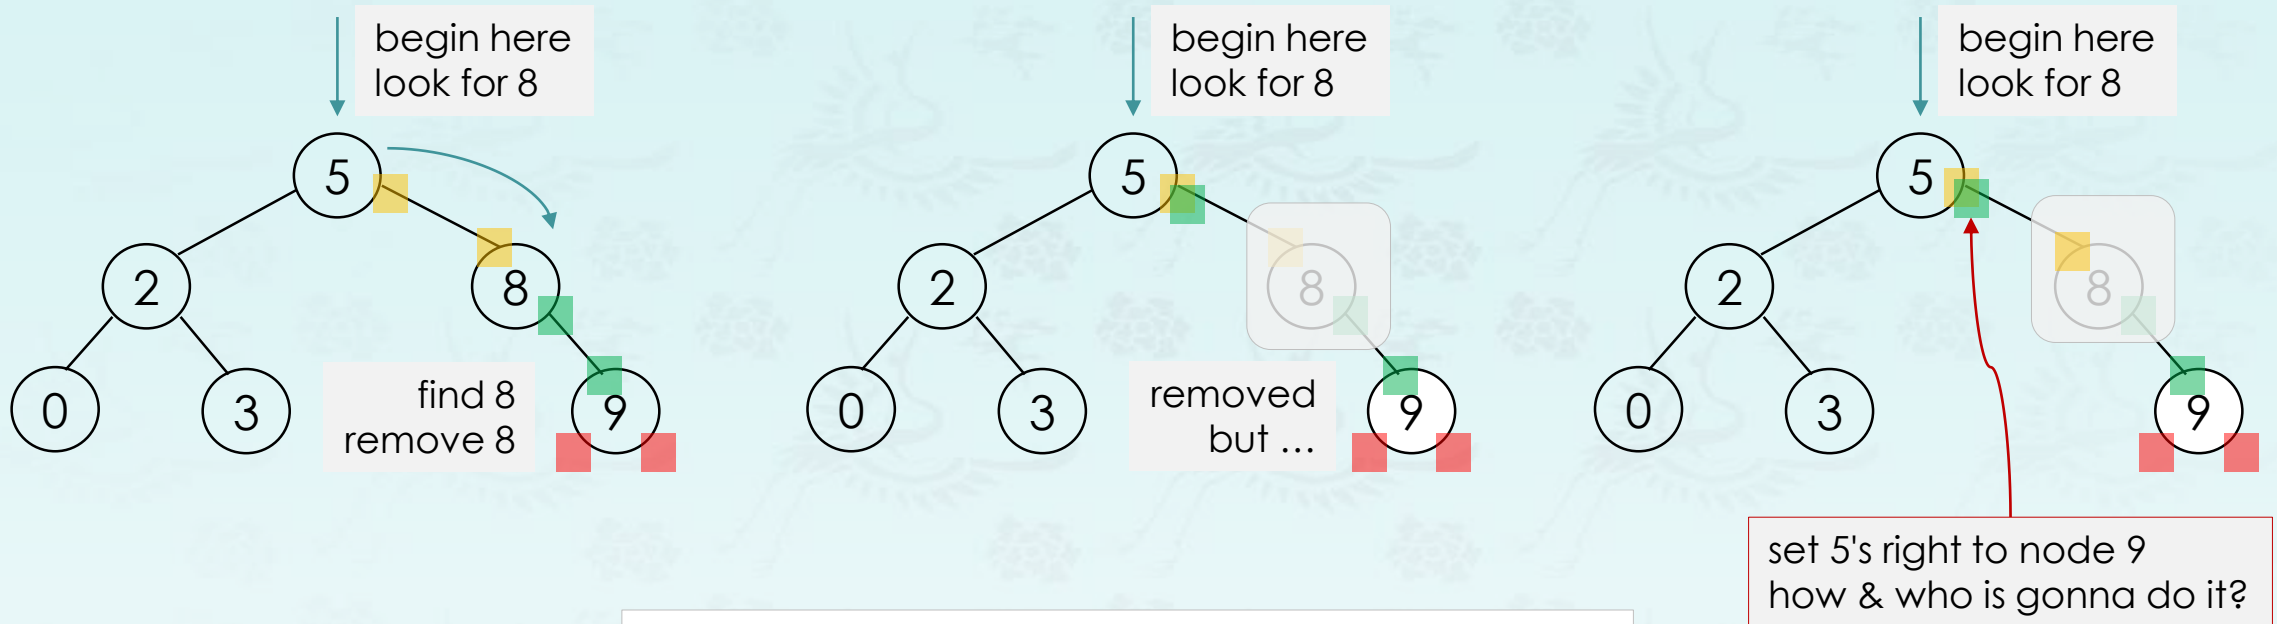 begin here
look for 8
5
2
8
0
3
find 8
remove 8
9
begin here
look for 8
5
2
8
0
3
removed
but ...
9
begin here
look for 8
5
2
8
0
3
9
set 5's right to node 9
how & who is gonna do it?